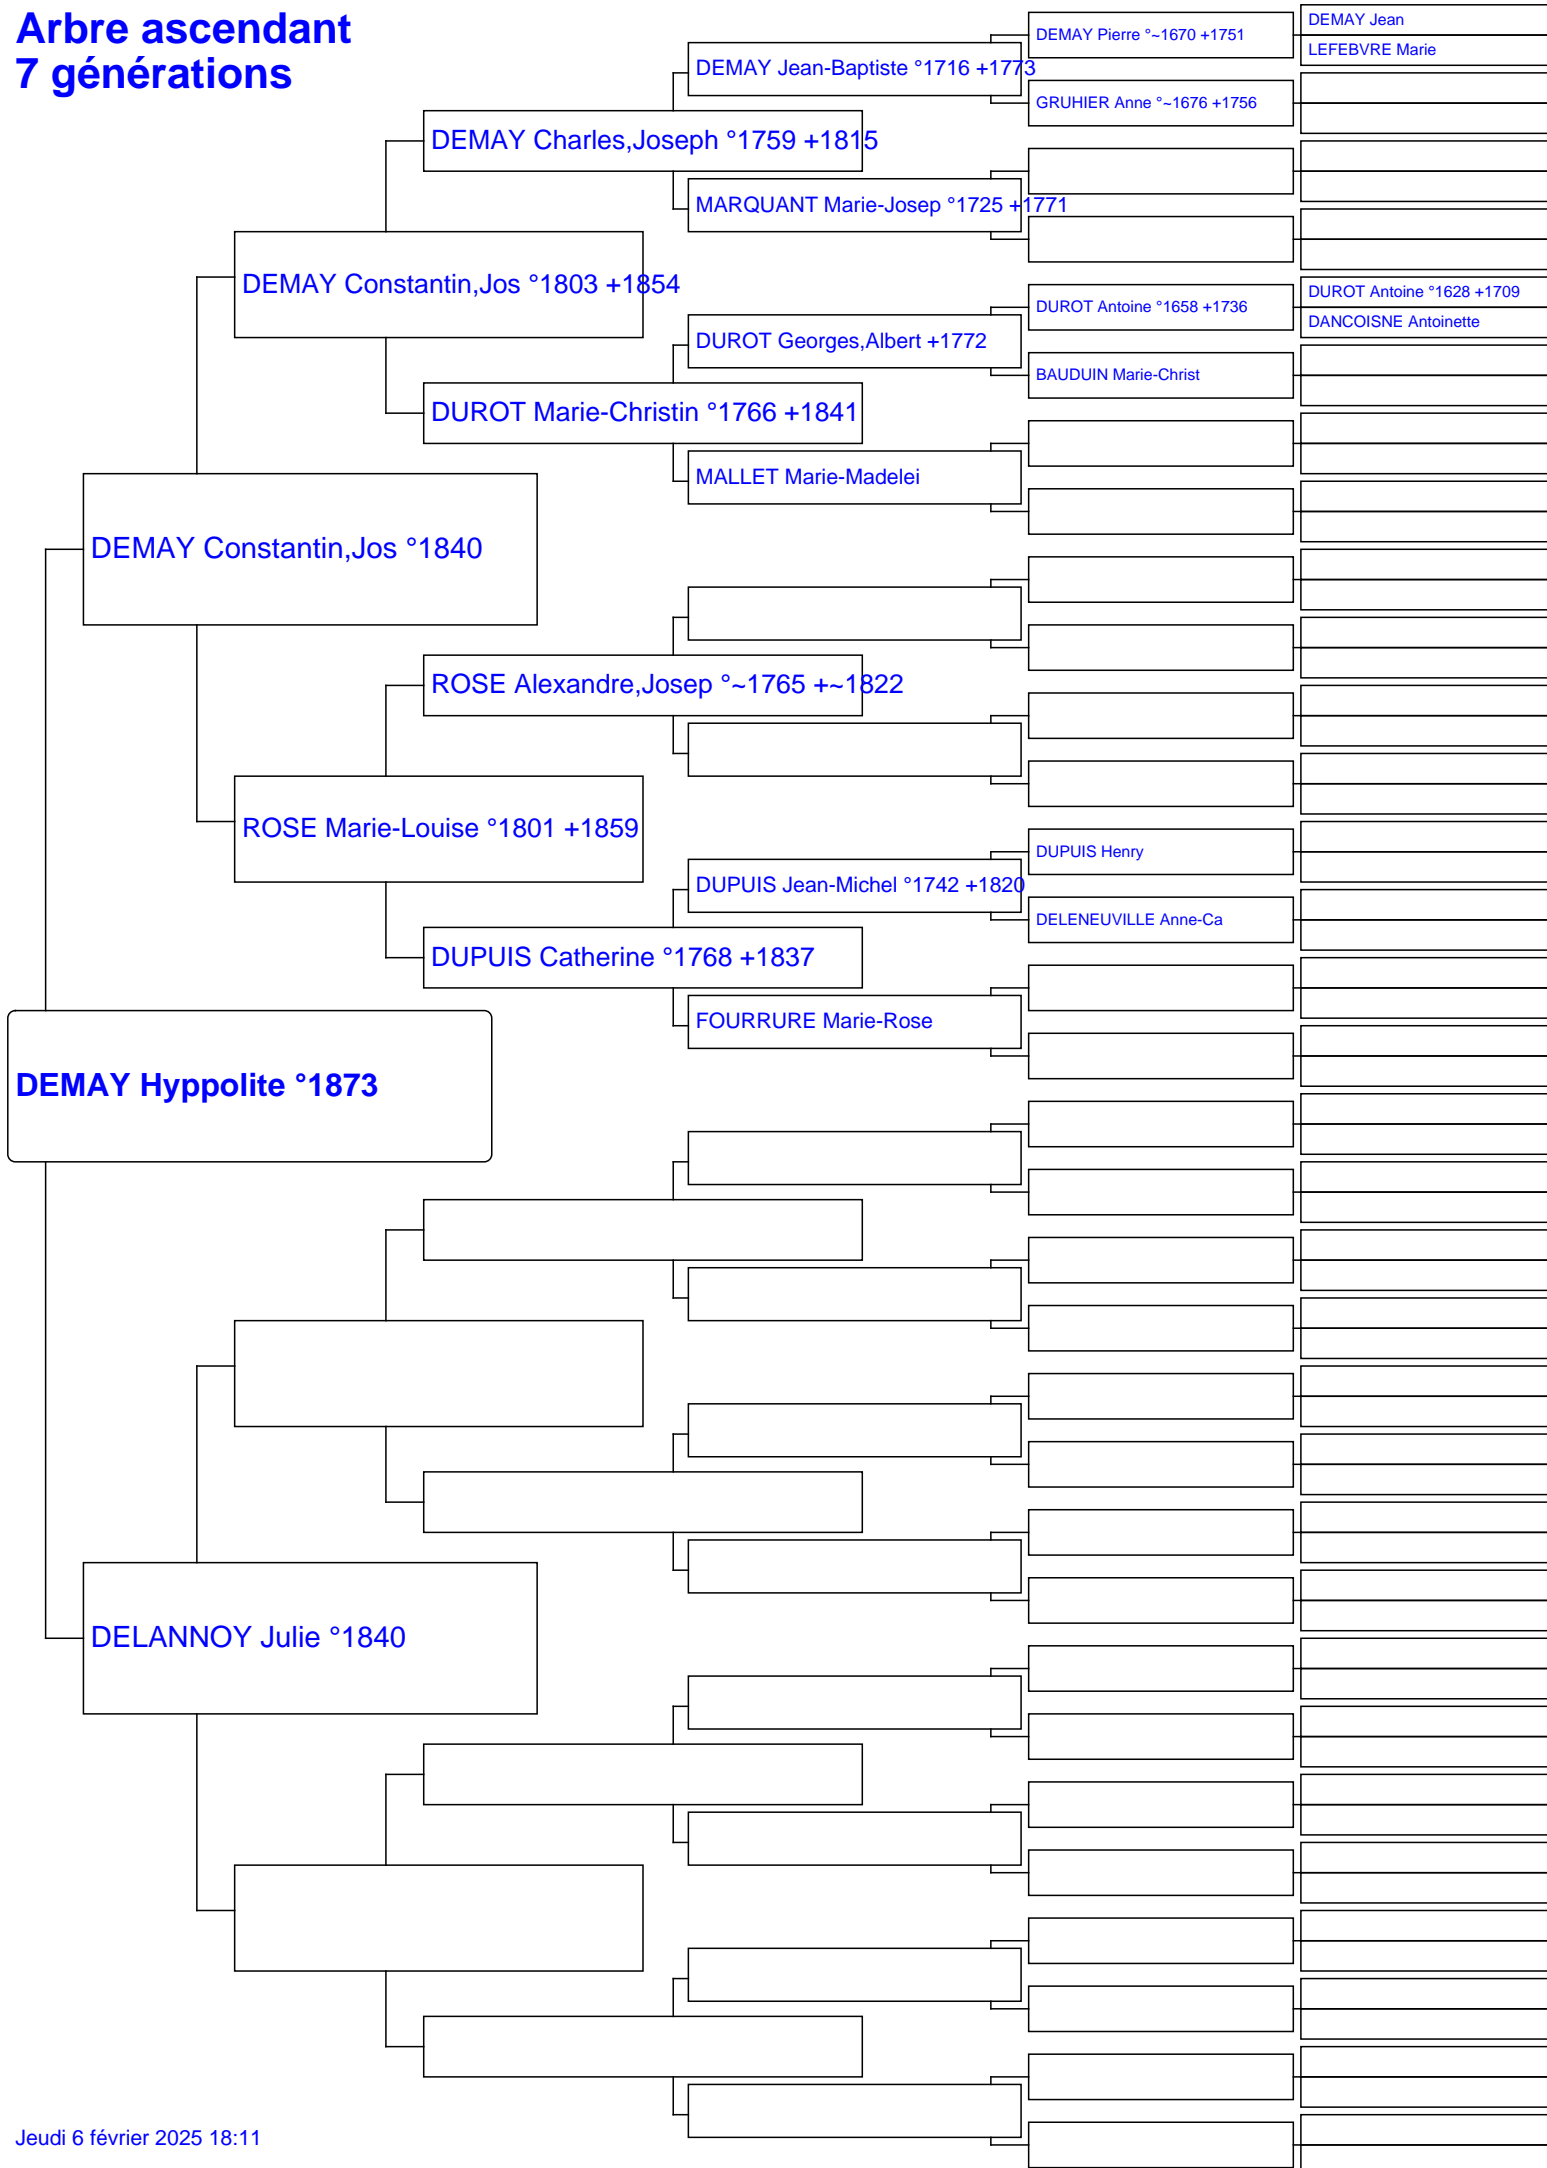 Arbre ascendant
7 générations
DEMAY Jean
DEMAY Pierre °~1670 +1751
LEFEBVRE Marie
DEMAY Jean-Baptiste °1716 +1773
GRUHIER Anne °~1676 +1756
DEMAY Charles,Joseph °1759 +1815
MARQUANT Marie-Josep °1725 +1771
DEMAY Constantin,Jos °1803 +1854
DUROT Antoine °1628 +1709
DUROT Antoine °1658 +1736
DANCOISNE Antoinette
DUROT Georges,Albert +1772
BAUDUIN Marie-Christ
DUROT Marie-Christin °1766 +1841
MALLET Marie-Madelei
DEMAY Constantin,Jos °1840
ROSE Alexandre,Josep °~1765 +~1822
ROSE Marie-Louise °1801 +1859
DUPUIS Henry
DUPUIS Jean-Michel °1742 +1820
DELENEUVILLE Anne-Ca
DUPUIS Catherine °1768 +1837
FOURRURE Marie-Rose
DEMAY Hyppolite °1873
DELANNOY Julie °1840
Jeudi 6 février 2025 18:11